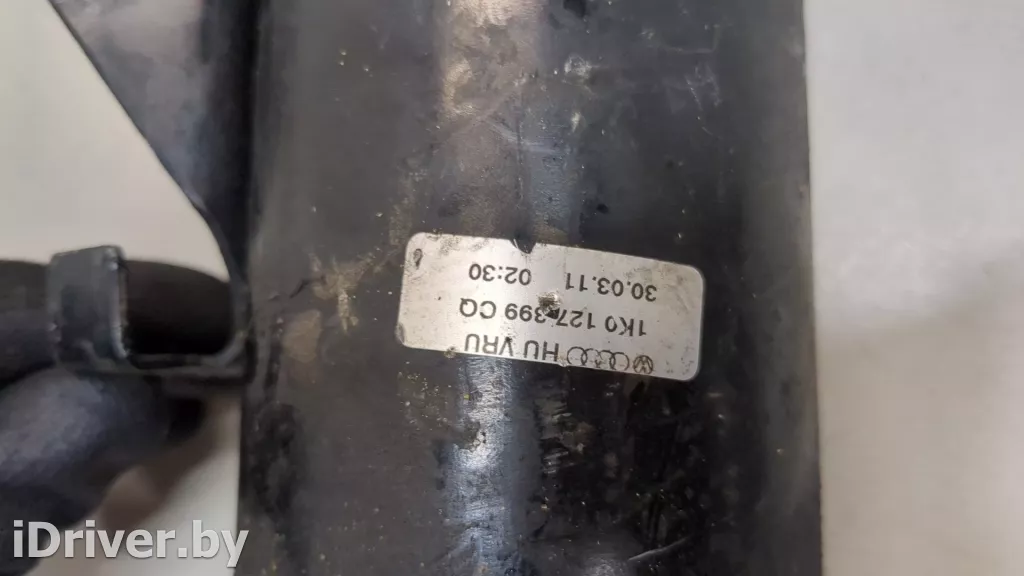 HU VRU
1K0 127 399 CQ
30.03.11 02:30
iDriver.by